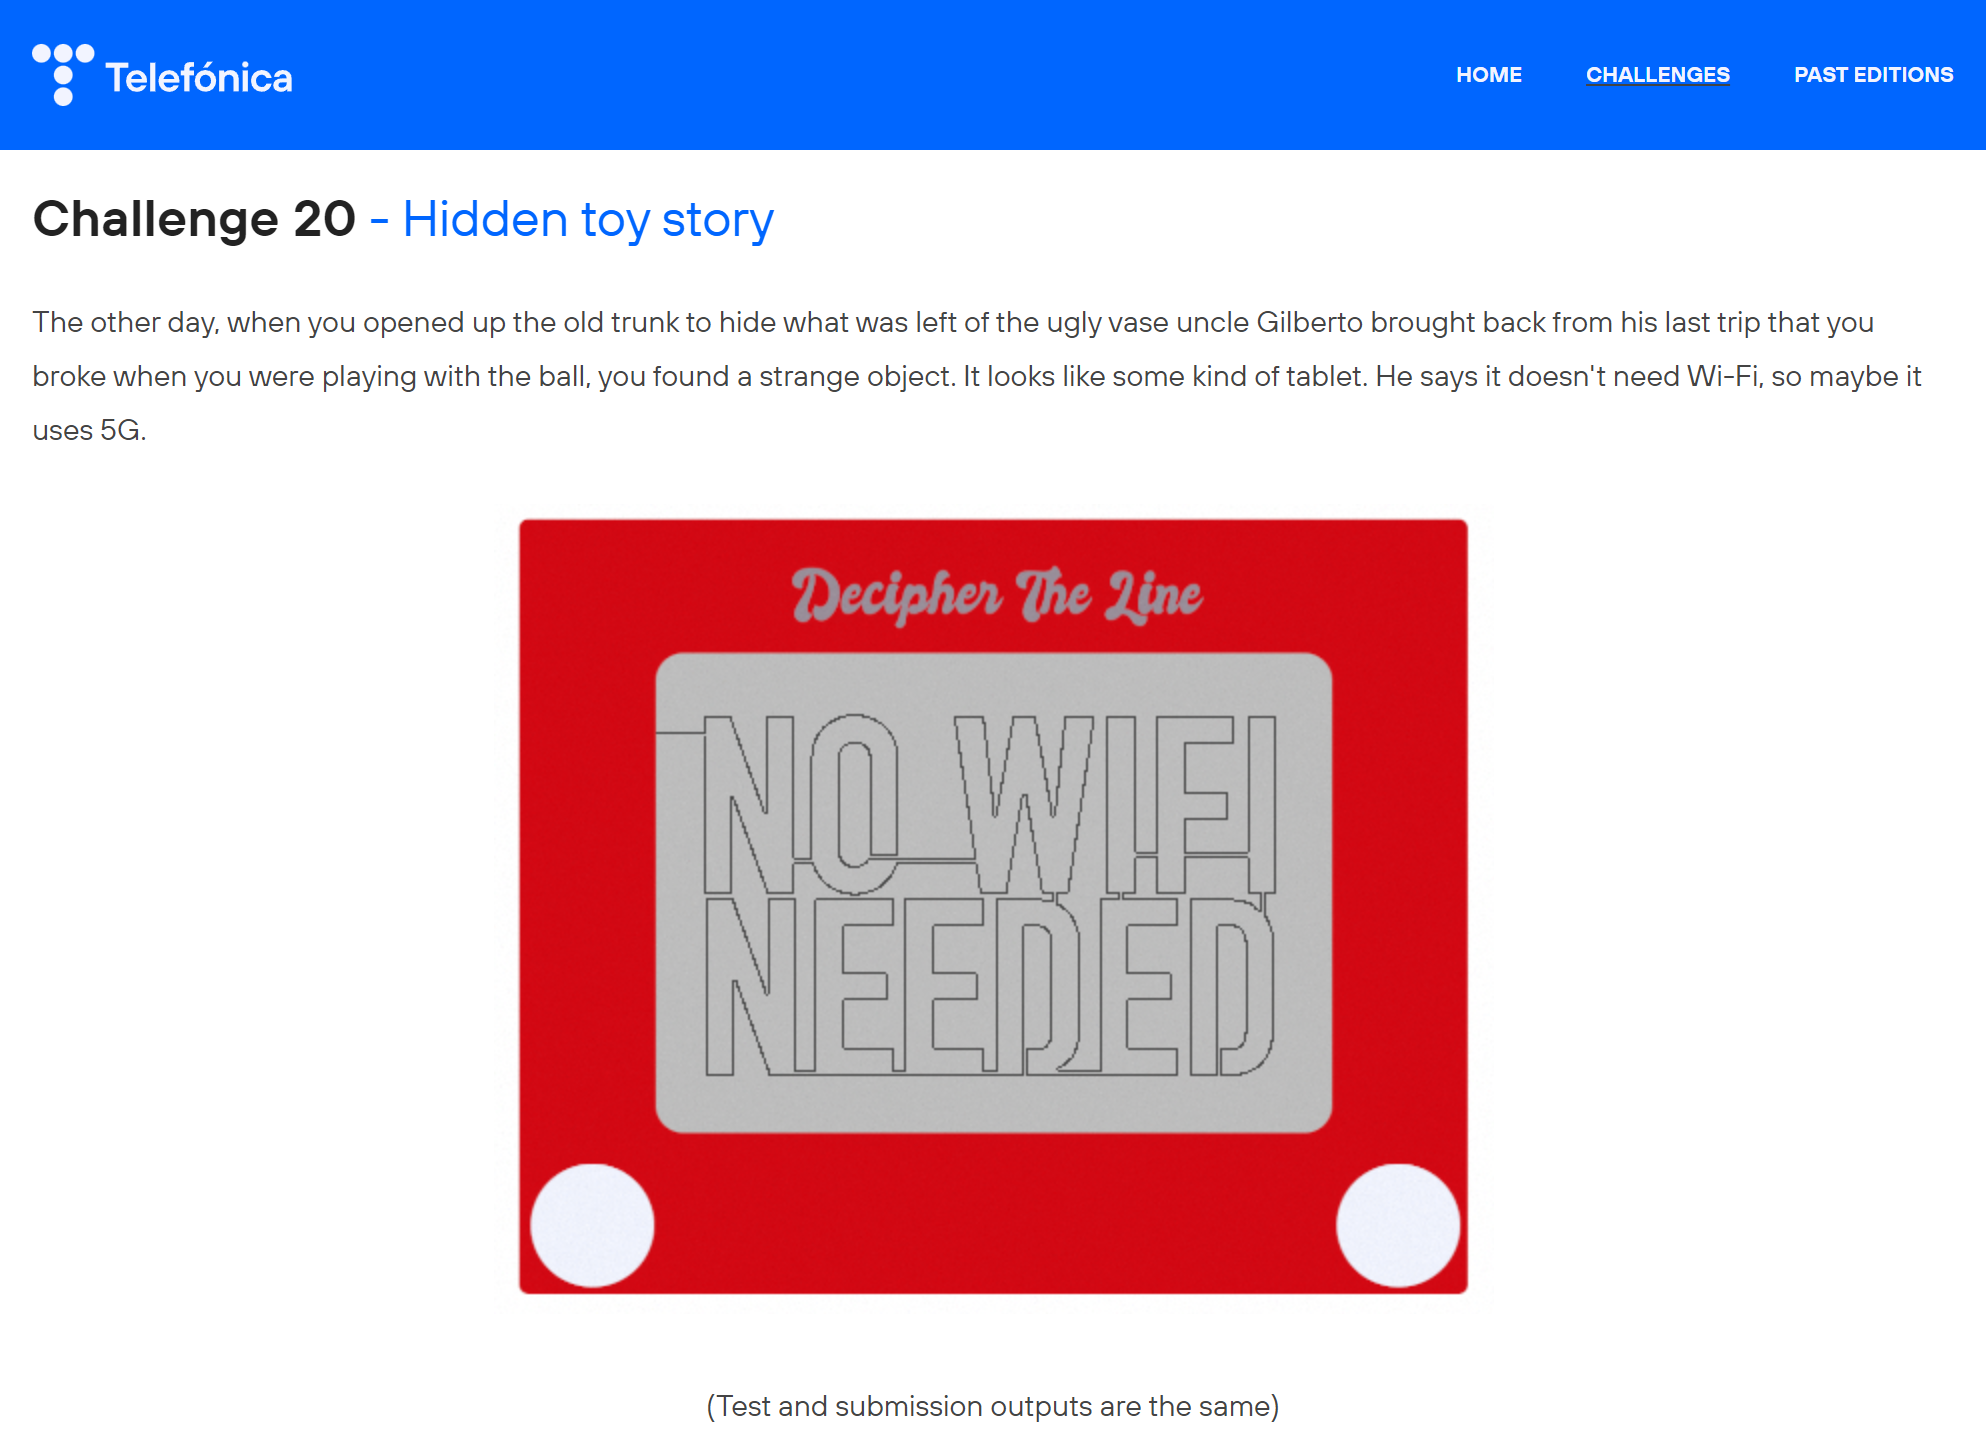 Telefónica
HOME CHALLENGES PAST EDITIONS
Challenge 20 - Hidden toy story
The other day, when you opened up the old trunk to hide what was left of the ugly vase uncle Gilberto brought back from his last trip that you
broke when you were playing with the ball, you found a strange object. It looks like some kind of tablet. He says it doesn't need Wi-Fi, so maybe it
uses 5G.
Decipher The Line
NO WIFI
NEEDED
(Test and submission outputs are the same)